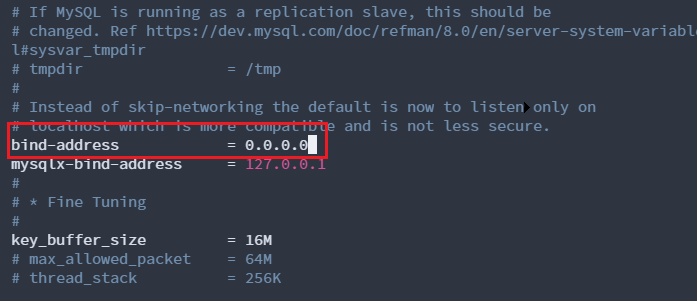 # If MySQL is running as a replication slave, this should be
# changed. Ref https://dev.mysql.com/doc/refman/8.0/en/server-system-variable
l#sysvar_tmpdir
# tmpdir = /tmp
#
# Instead of skip-networking the default is now to listen only on
# localhost which is more compatible and is not less secure.
bind-address = 0.0.0.0
mysqlx-bind-address = 127.0.0.1
#
# * Fine Tuning
#
key_buffer_size = 16M
# max_allowed_packet = 64M
# thread_stack = 256K